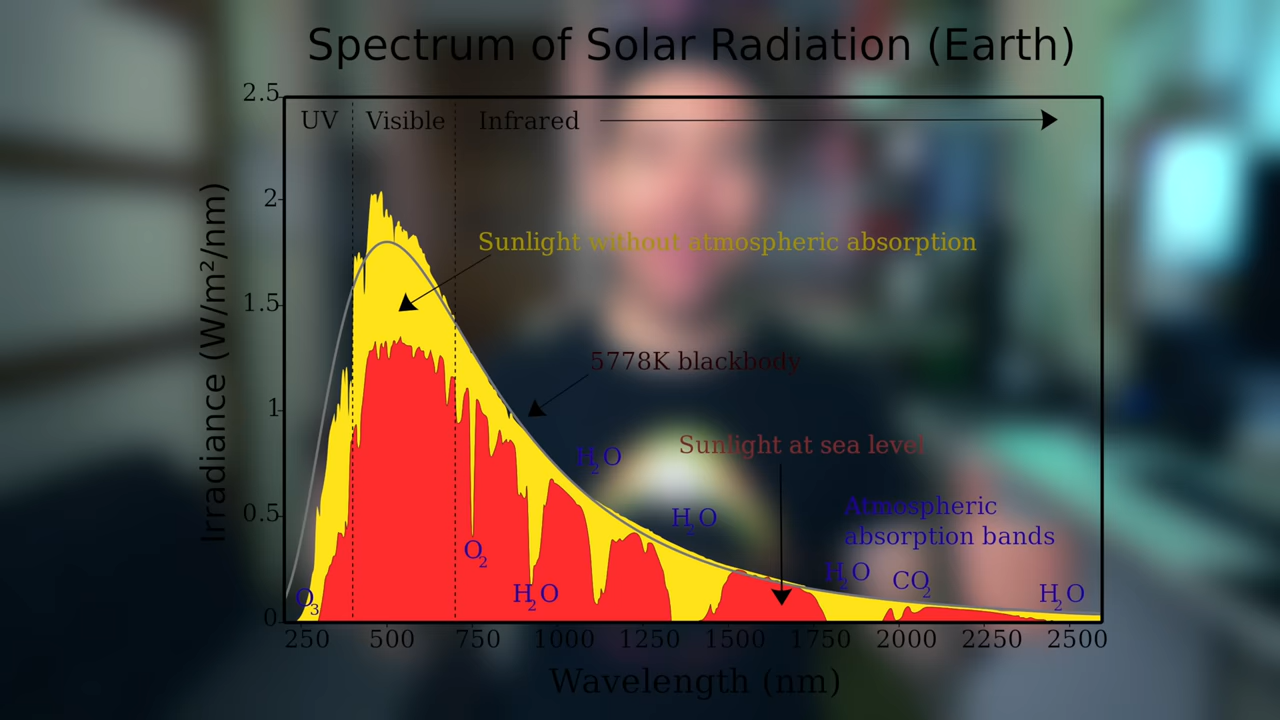 Spectrum of Solar Radiation (Earth)
2.5
UV Visible Infrared
2
Sunlight without atmospheric absorption
1.5
5778K blackbody
1
Sunlight at sea level
H₂O
Atmospheric
absorption bands
H₂O
0.5
O₂
H₂O
CO₂
H₂O
H₂O
O₃
0
250 500 750 1000 1250 1500 1750 2000 2250 2500
Wavelength (nm)
Irradiance (W/m²/nm)